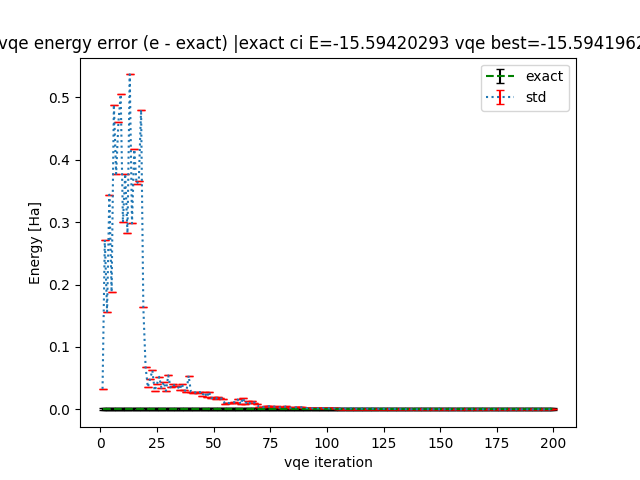 vqe energy error (e - exact) |exact ci E=-15.59420293 vqe best=-15.5941962
exact
std
0.5
0.4
0.3
0.2
0.1
0.0
Energy [Ha]
0 25 50 75 100 125 150 175 200
vqe iteration